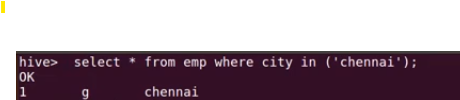 hive>  select * from emp where city in ('chennai');
OK
1       g       chennai